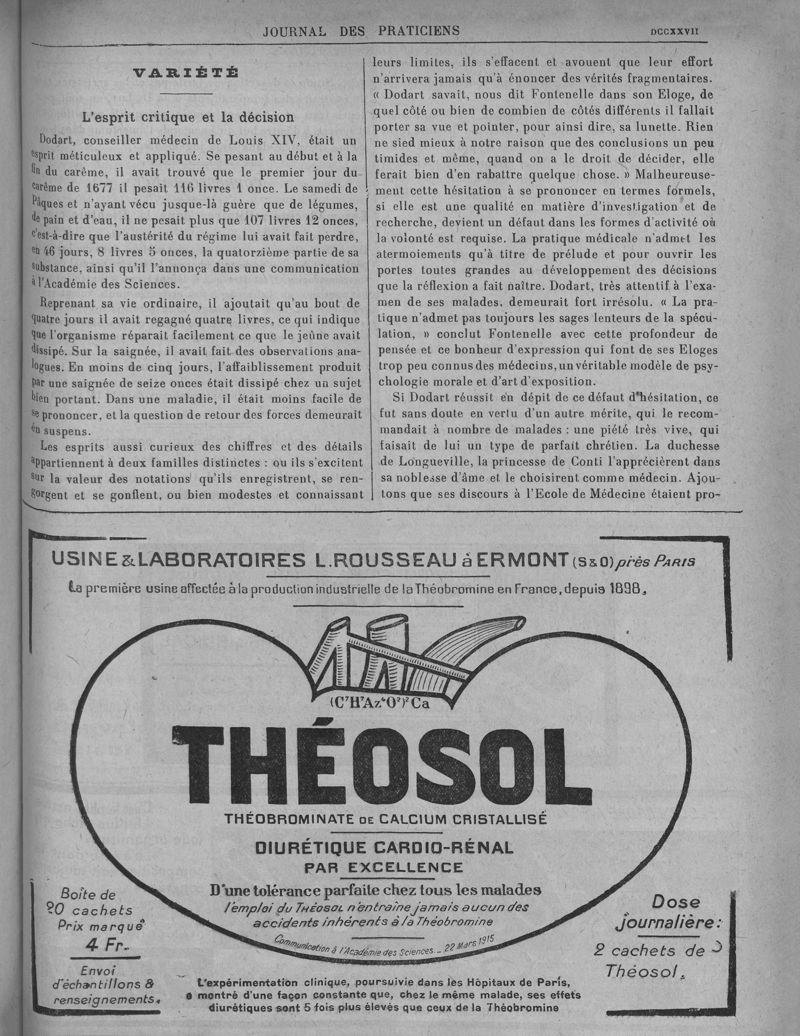 JOURNAL DES PRATICIENS
DCCXXVII
VARIÉTÉ
L'esprit critique et la décision
Dodart, conseiller médecin de Louis XIV, était un
esprit méticuleux et appliqué. Se pesant au début et à la
fin du carême, il avait trouvé que le premier jour du
carême de 1677 il pesait 116 livres 1 once. Le samedi de
Pâques et n'ayant vécu jusque-là guère que de légumes,
de pain et d'eau, il ne pesait plus que 107 livres 12 onces,
c'est-à-dire que l'austérité du régime lui avait fait perdre,
en 46 jours, 8 livres 5 onces, la quatorzième partie de sa
substance, ainsi qu'il l'annonça dans une communication
à l'Académie des Sciences.
Reprenant sa vie ordinaire, il ajoutait qu'au bout de
quatre jours il avait regagné quatre livres, ce qui indique
que l'organisme réparait facilement ce que le jeûne avait
dissipé. Sur la saignée, il avait fait des observations ana-
logues. En moins de cinq jours, l'affaiblissement produit
par une saignée de seize onces était dissipé chez un sujet
bien portant. Dans une maladie, il était moins facile de
se prononcer, et la question de retour des forces demeurait
en suspens.
Les esprits aussi curieux des chiffres et des détails
appartiennent à deux familles distinctes : ou ils s'excitent
sur la valeur des notations qu'ils enregistrent, se ren-
gorgent et se gonflent, ou bien modestes et connaissant
leurs limites, ils s'effacent et avouent que leur effort
n'arrivera jamais qu'à énoncer des vérités fragmentaires.
« Dodart savait, nous dit Fontenelle dans son Eloge, de
quel côté ou bien de combien de côtés différents il fallait
porter sa vue et pointer, pour ainsi dire, sa lunette. Rien
ne sied mieux à notre raison que des conclusions un peu
timides et même, quand on a le droit de décider, elle
ferait bien d'en rabattre quelque chose. » Malheureuse-
ment cette hésitation à se prononcer en termes formels,
si elle est une qualité en matière d'investigation et de
recherche, devient un défaut dans les formes d'activité où
la volonté est requise. La pratique médicale n'admet les
atermoiements qu'à titre de prélude et pour ouvrir les
portes toutes grandes au développement des décisions
que la réflexion a fait naître. Dodart, très attentif à l'exa-
men de ses malades, demeurait fort irrésolu. « La pra-
tique n'admet pas toujours les sages lenteurs de la spécu-
lation, » conclut Fontenelle avec cette profondeur de
pensée et ce bonheur d'expression qui font de ses Eloges
trop peu connus des médecins, un véritable modèle de psy-
chologie morale et d'art d'exposition.
Si Dodart réussit en dépit de ce défaut d'hésitation, ce
fut sans doute en vertu d'un autre mérite, qui le recom-
mandait à nombre de malades : une piété très vive, qui
faisait de lui un type de parfait chrétien. La duchesse
de Longueville, la princesse de Conti l'apprécièrent dans
sa noblesse d'âme et le choisirent comme médecin. Ajou-
tons que ses discours à l'Ecole de Médecine étaient pro-
USINE & LABORATOIRES L. ROUSSEAU à ERMONT (S&O) près PARIS
La première usine affectée à la production industrielle de la Théobromine en France, depuis 1898.
(C⁷H⁷Az⁴O²)² Ca
THÉOSOL
THÉOBROMINATE DE CALCIUM CRISTALLISÉ
DIURÉTIQUE CARDIO-RÉNAL
PAR EXCELLENCE
D'une tolérance parfaite chez tous les malades
l'emploi du THÉOSOL n'entraine jamais aucun des
accidents inhérents à la Théobromine
Communication à l'Académie des Sciences._ 22 Mars 1915
Boîte de
20 cachets
Prix marqué
4 Fr.
Envoi
d'échantillons &
renseignements.
Dose
journalière:
2 cachets de
Théosol.
L'expérimentation clinique, poursuivie dans les Hôpitaux de Paris,
a montré d'une façon constante que, chez le même malade, ses effets
diurétiques sont 5 fois plus élevés que ceux de la Théobromine